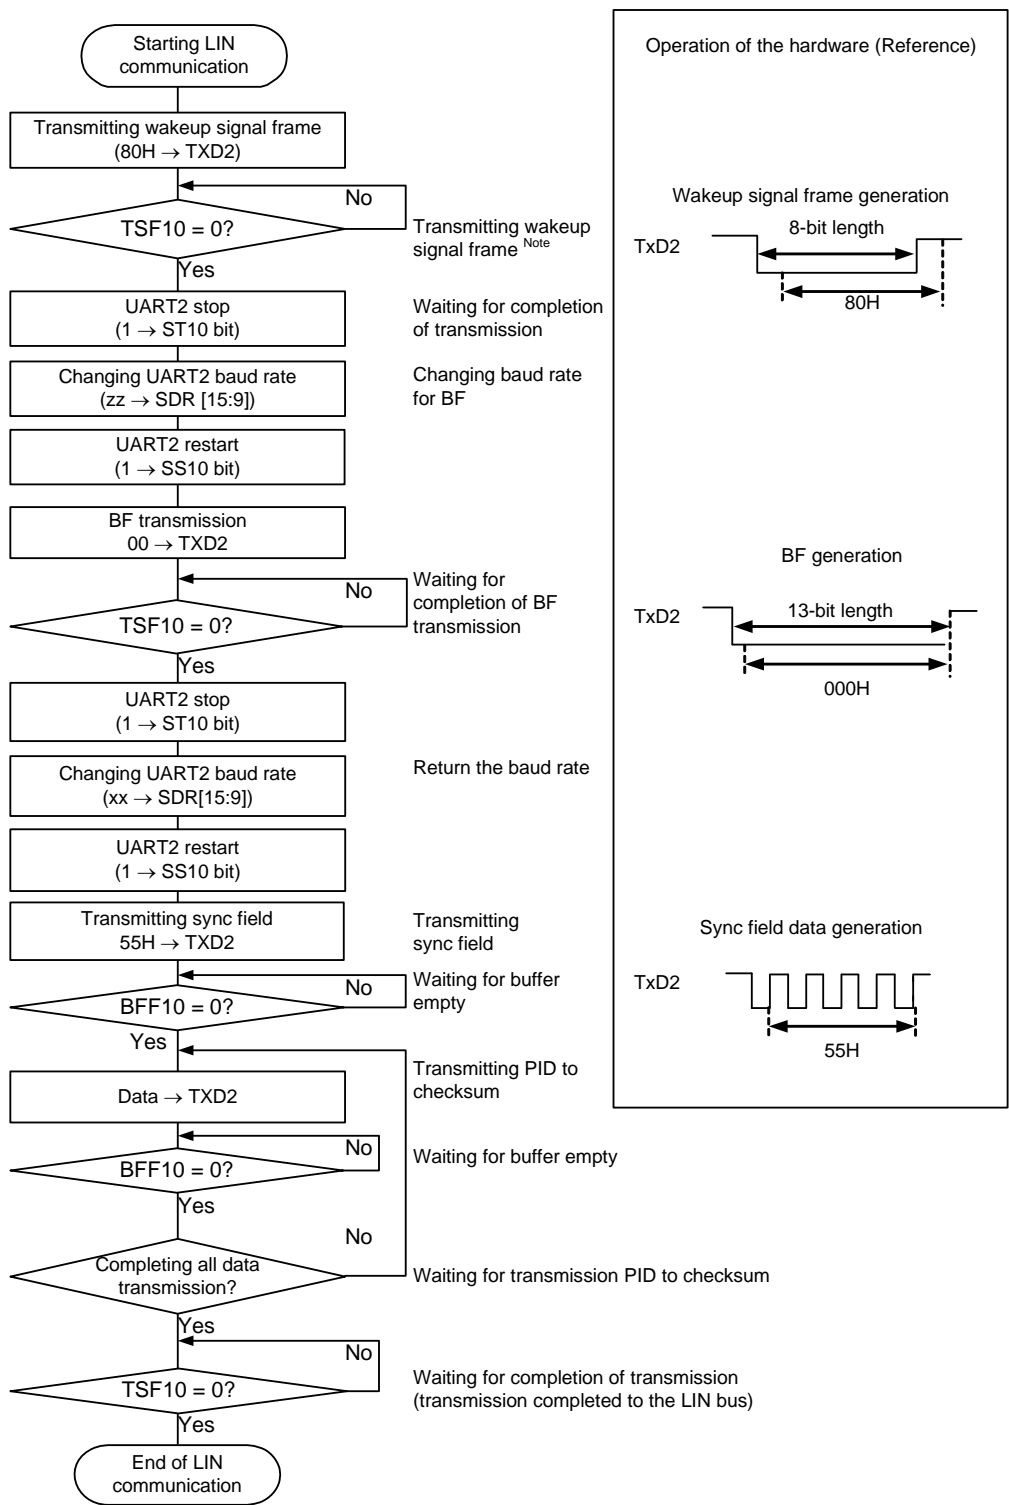 Starting LIN
communication
Transmitting wakeup signal frame
(80H → TXD2)
No
TSF10 = 0?
Transmitting wakeup
signal frame Note
Yes
UART2 stop
(1 → ST10 bit)
Waiting for completion
of transmission
Changing UART2 baud rate
(zz → SDR [15:9])
Changing baud rate
for BF
UART2 restart
(1 → SS10 bit)
BF transmission
00 → TXD2
No
Waiting for
completion of BF
transmission
TSF10 = 0?
Yes
UART2 stop
(1 → ST10 bit)
Changing UART2 baud rate
(xx → SDR[15:9])
Return the baud rate
UART2 restart
(1 → SS10 bit)
Transmitting sync field
55H → TXD2
Transmitting
sync field
No
Waiting for buffer
empty
BFF10 = 0?
Yes
Transmitting PID to
checksum
Data → TXD2
No
BFF10 = 0?
Waiting for buffer empty
Yes
No
Completing all data
transmission?
Waiting for transmission PID to checksum
Yes
No
TSF10 = 0?
Waiting for completion of transmission
(transmission completed to the LIN bus)
Yes
End of LIN
communication
Operation of the hardware (Reference)
Wakeup signal frame generation
8-bit length
TxD2
80H
BF generation
TxD2
13-bit length
000H
Sync field data generation
TxD2
55H